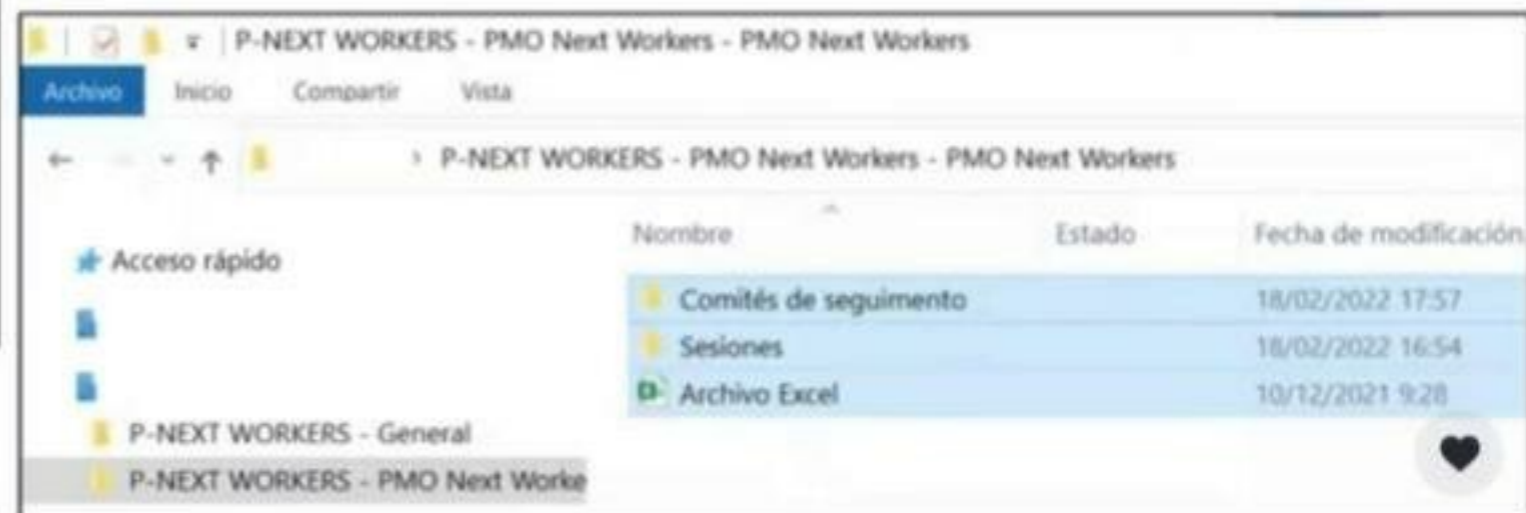 P-NEXT WORKERS - PMO Next Workers - PMO Next Workers
Archivo Inicio Compartir Vista
P-NEXT WORKERS - PMO Next Workers - PMO Next Workers
Nombre Estado Fecha de modificación
Acceso rápido
Comités de seguimento 18/02/2022 17:57
Sesiones 18/02/2022 16:54
Archivo Excel 10/12/2021 9:28
P-NEXT WORKERS - General
P-NEXT WORKERS - PMO Next Worke